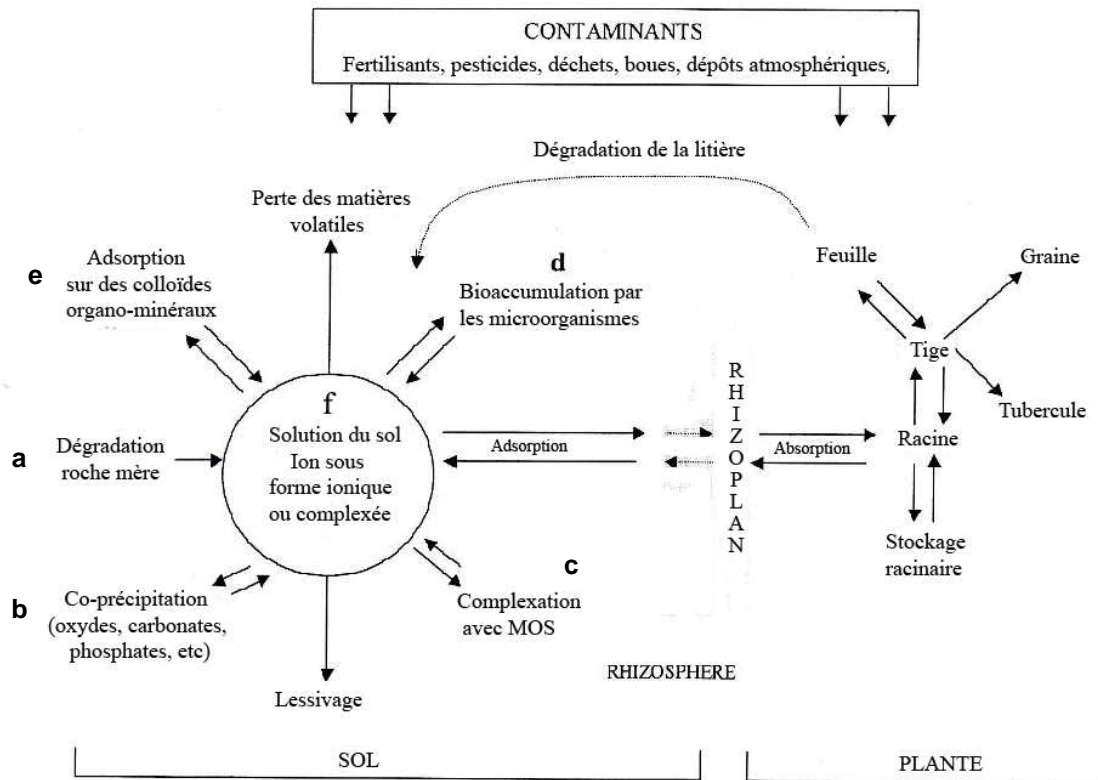 CONTAMINANTS
Fertilisants, pesticides, déchets, boues, dépôts atmosphériques,
Dégradation de la litière
Perte des matières
volatiles
e
Adsorption
sur des colloïdes
organo-minéraux
d
Bioaccumulation par
les microorganismes
Feuille
Graine
Tige
Tubercule
a
Dégradation
roche mère
f
Solution du sol
Ion sous
forme ionique
ou complexée
Adsorption
RHIZOPLAN
Absorption
Racine
Stockage
racinaire
b
Co-précipitation
(oxydes, carbonates,
phosphates, etc)
c
Complexation
avec MOS
Lessivage
RHIZOSPHERE
SOL
PLANTE